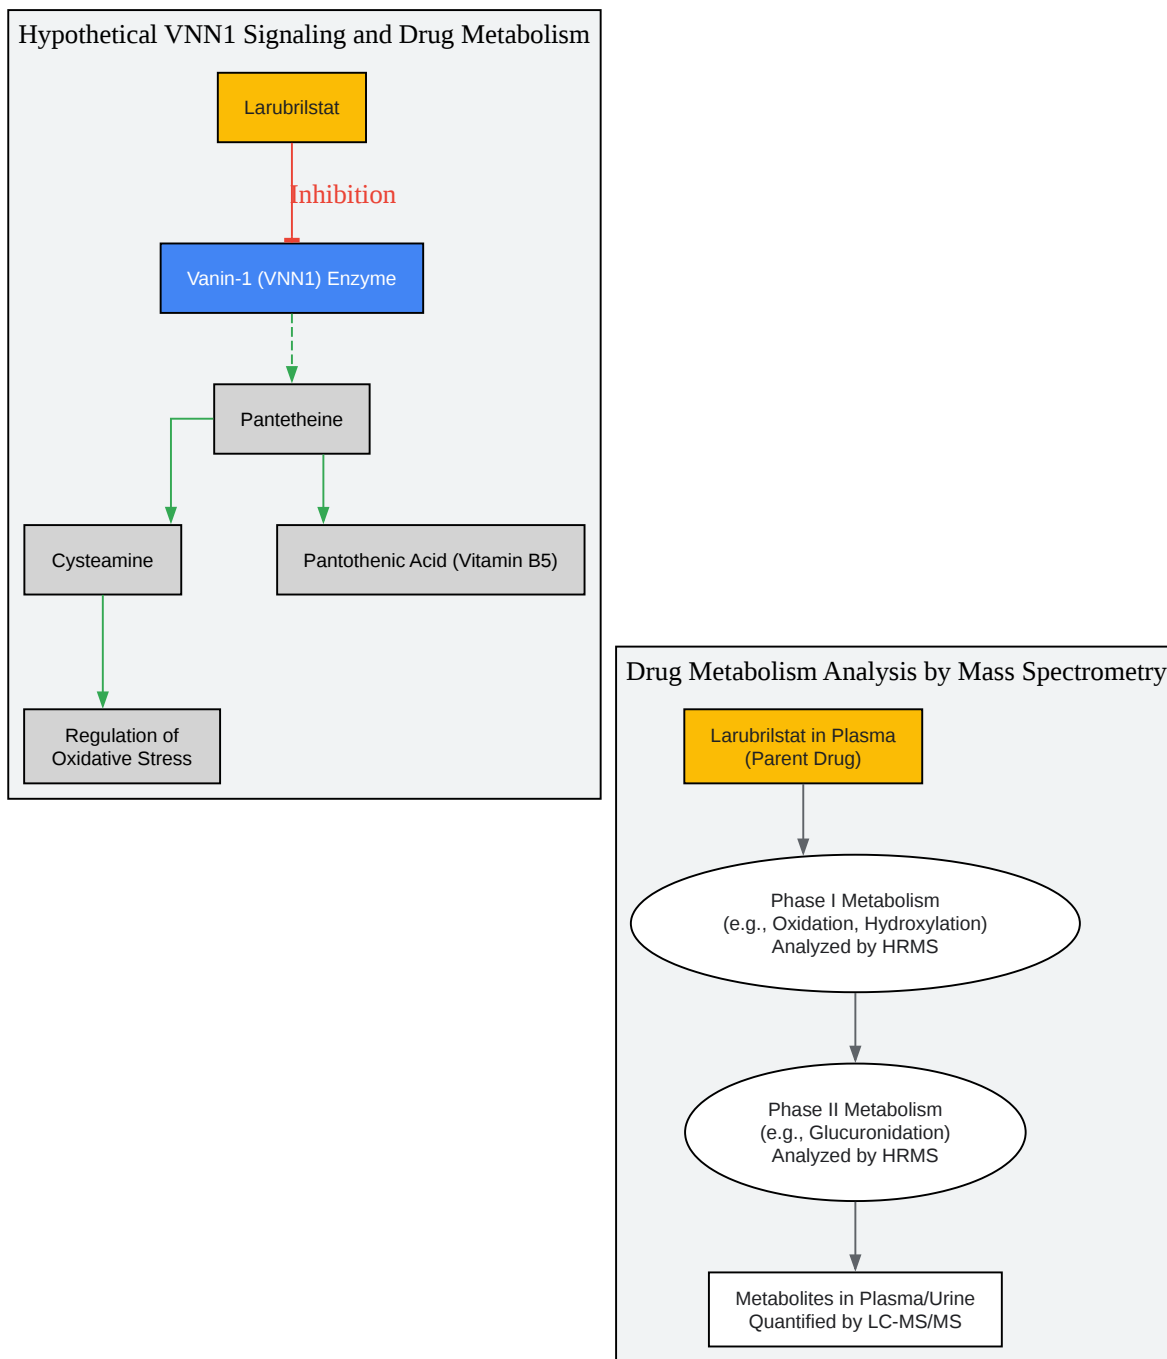 Hypothetical VNN1 Signaling and Drug Metabolism
Larubrilstat
Inhibition
Vanin-1 (VNN1) Enzyme
Pantetheine
Cysteamine
Pantothenic Acid (Vitamin B5)
Regulation of
Oxidative Stress
Drug Metabolism Analysis by Mass Spectrometry
Larubrilstat in Plasma
(Parent Drug)
Phase I Metabolism
(e.g., Oxidation, Hydroxylation)
Analyzed by HRMS
Phase II Metabolism
(e.g., Glucuronidation)
Analyzed by HRMS
Metabolites in Plasma/Urine
Quantified by LC-MS/MS